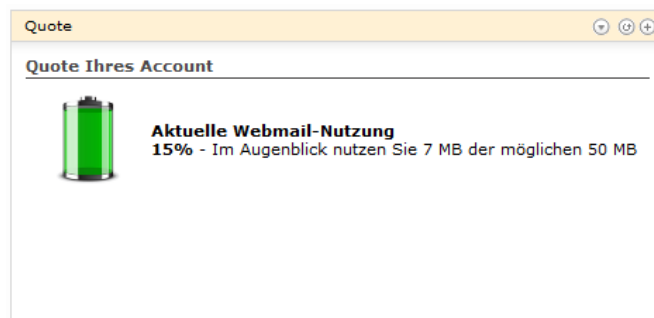 Quote
Quote Ihres Account
Aktuelle Webmail-Nutzung
15% - Im Augenblick nutzen Sie 7 MB der möglichen 50 MB